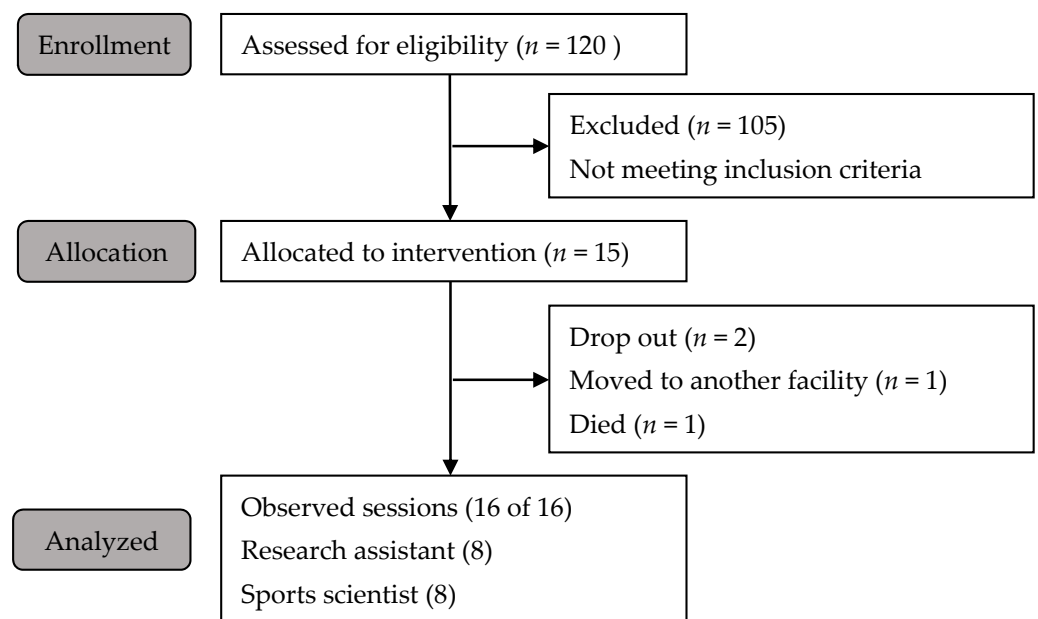 Enrollment
Assessed for eligibility (n = 120 )
Excluded (n = 105)
Not meeting inclusion criteria
Allocation
Allocated to intervention (n = 15)
Drop out (n = 2)
Moved to another facility (n = 1)
Died (n = 1)
Analyzed
Observed sessions (16 of 16)
Research assistant (8)
Sports scientist (8)